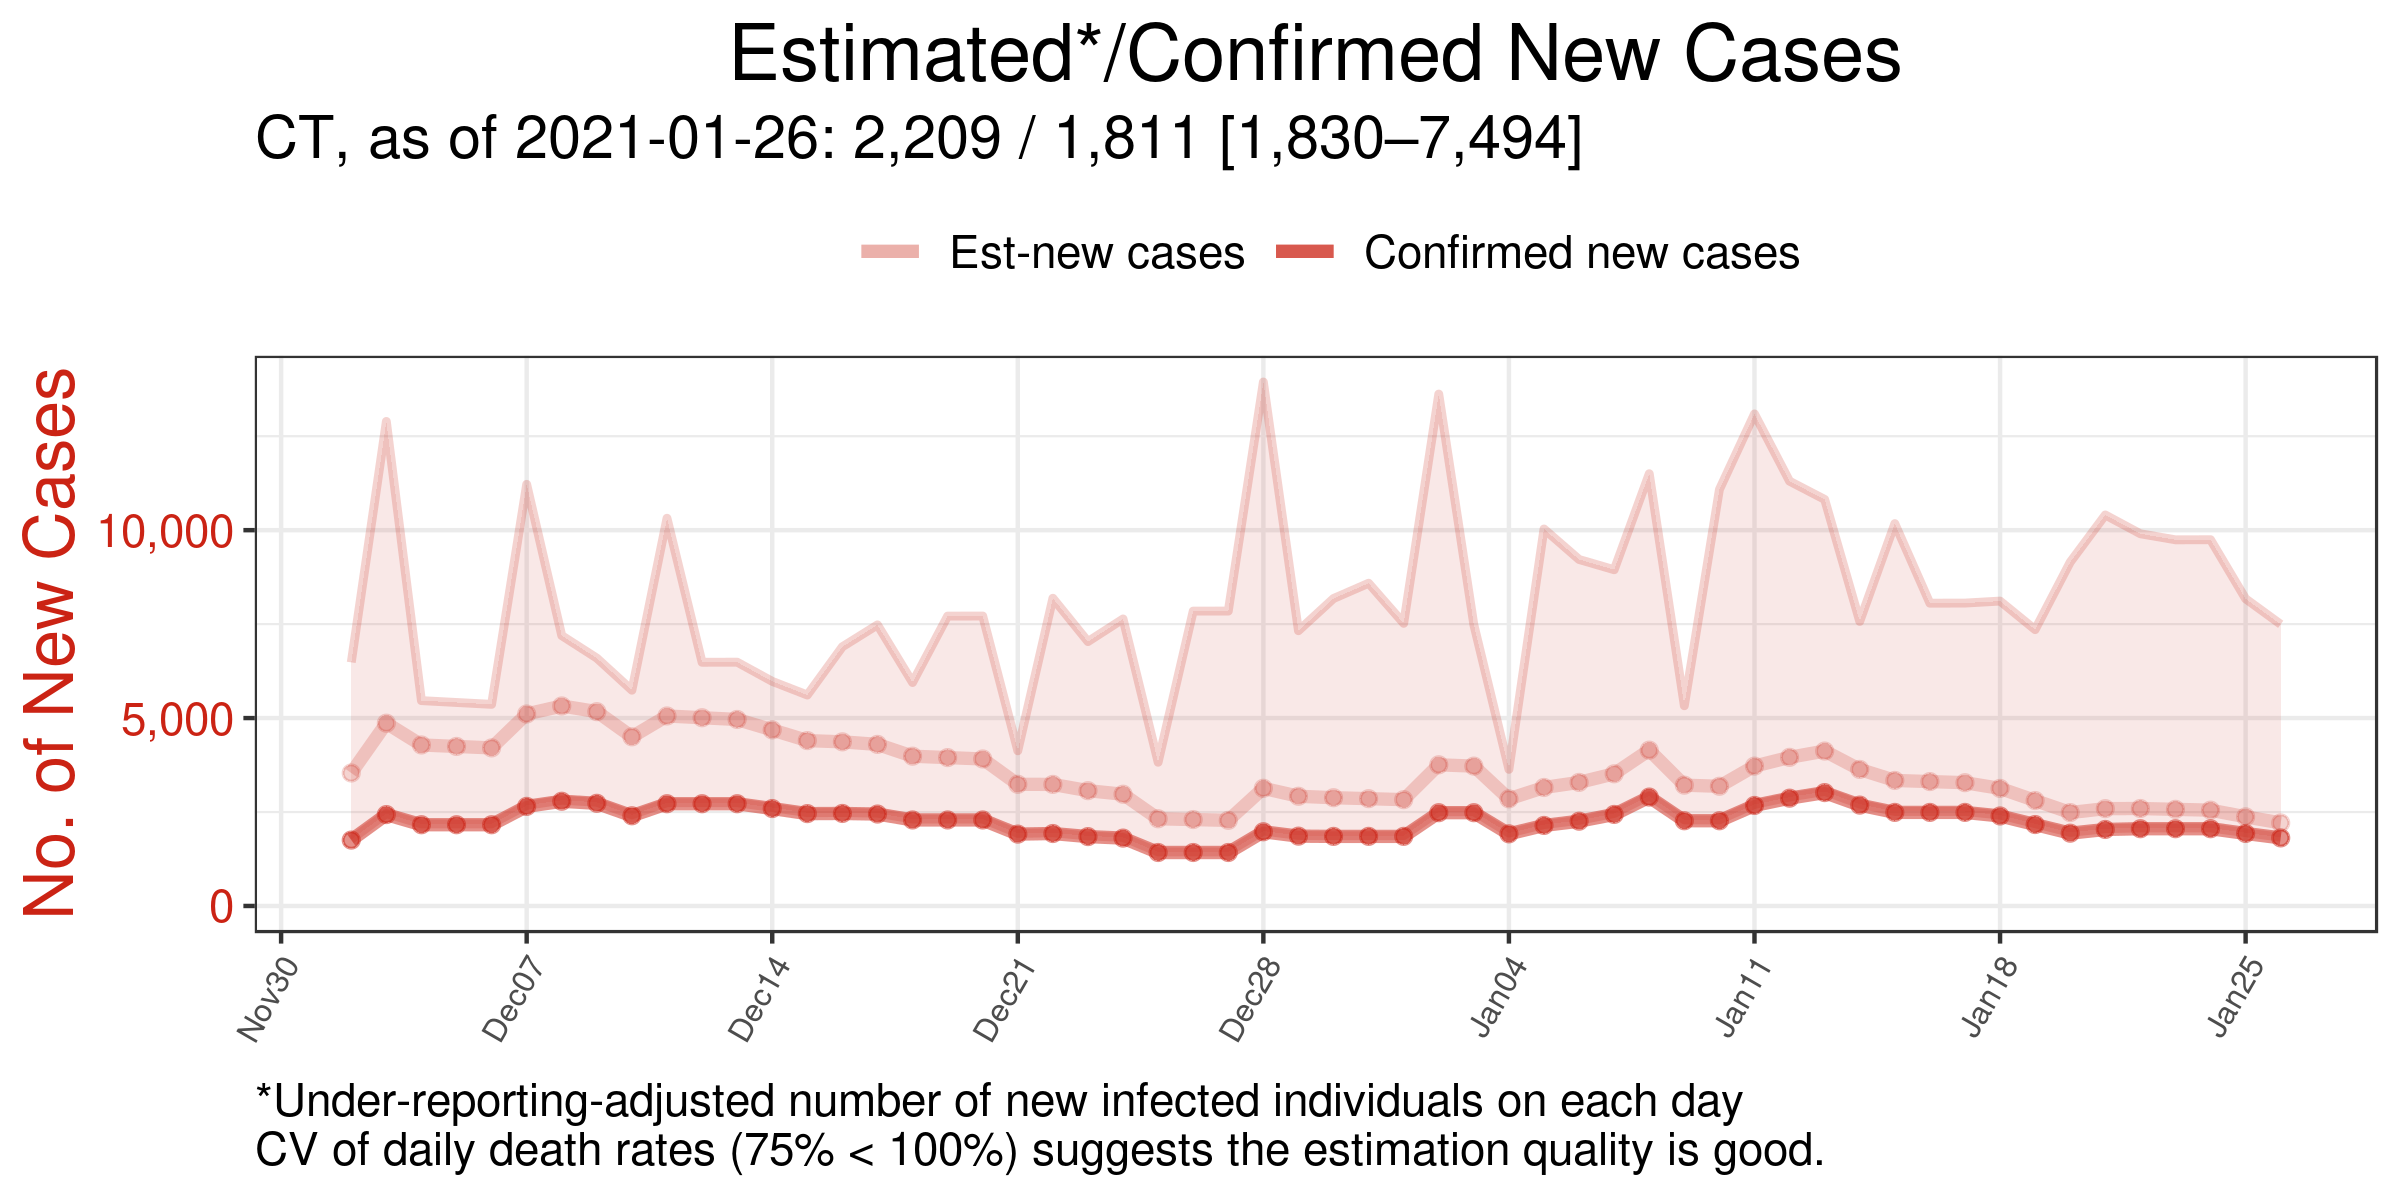 Estimated*/Confirmed New Cases
CT, as of 2021-01-26: 2,209 / 1,811 [1,830–7,494]
Est-new cases
Confirmed new cases
No. of New Cases
10,000
5,000
0
Nov30
Dec07
Dec14
Dec21
Dec28
Jan04
Jan11
Jan18
Jan25
*Under-reporting-adjusted number of new infected individuals on each day
CV of daily death rates (75% < 100%) suggests the estimation quality is good.